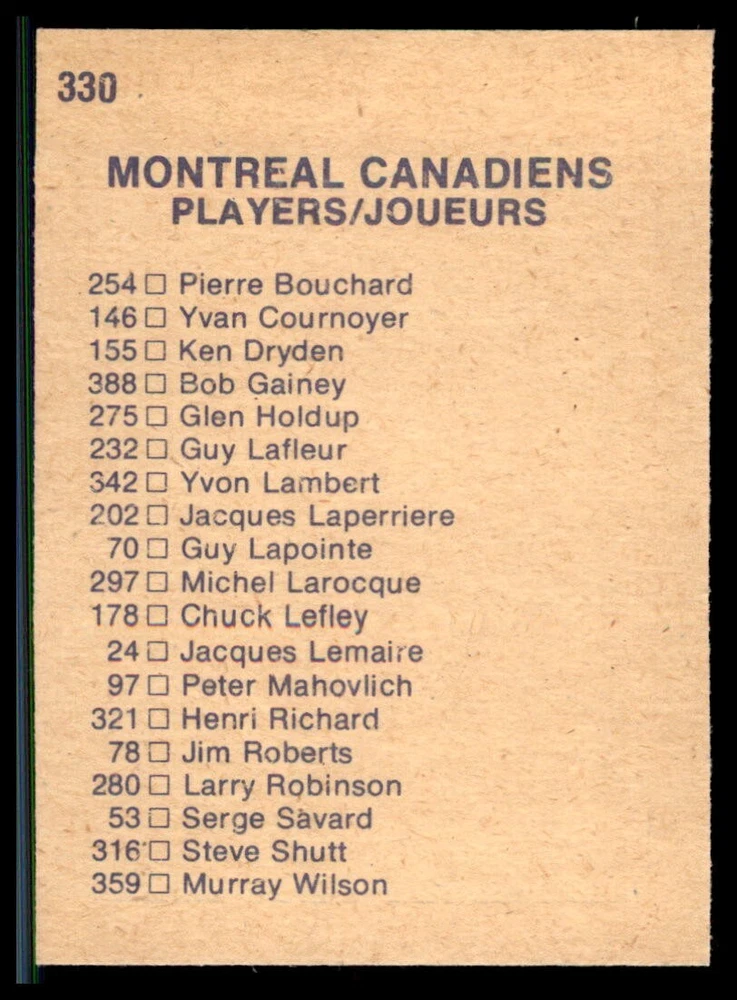 330
MONTREAL CANADIENS
PLAYERS/JOUEURS
254 □ Pierre Bouchard
146 □ Yvan Cournoyer
155 □ Ken Dryden
388 □ Bob Gainey
275 □ Glen Holdup
232 □ Guy Lafleur
342 □ Yvon Lambert
202 □ Jacques Laperriere
70 □ Guy Lapointe
297 □ Michel Larocque
178 □ Chuck Lefley
24 □ Jacques Lemaire
97 □ Peter Mahovlich
321 □ Henri Richard
78 □ Jim Roberts
280 □ Larry Robinson
53 □ Serge Savard
316 □ Steve Shutt
359 □ Murray Wilson